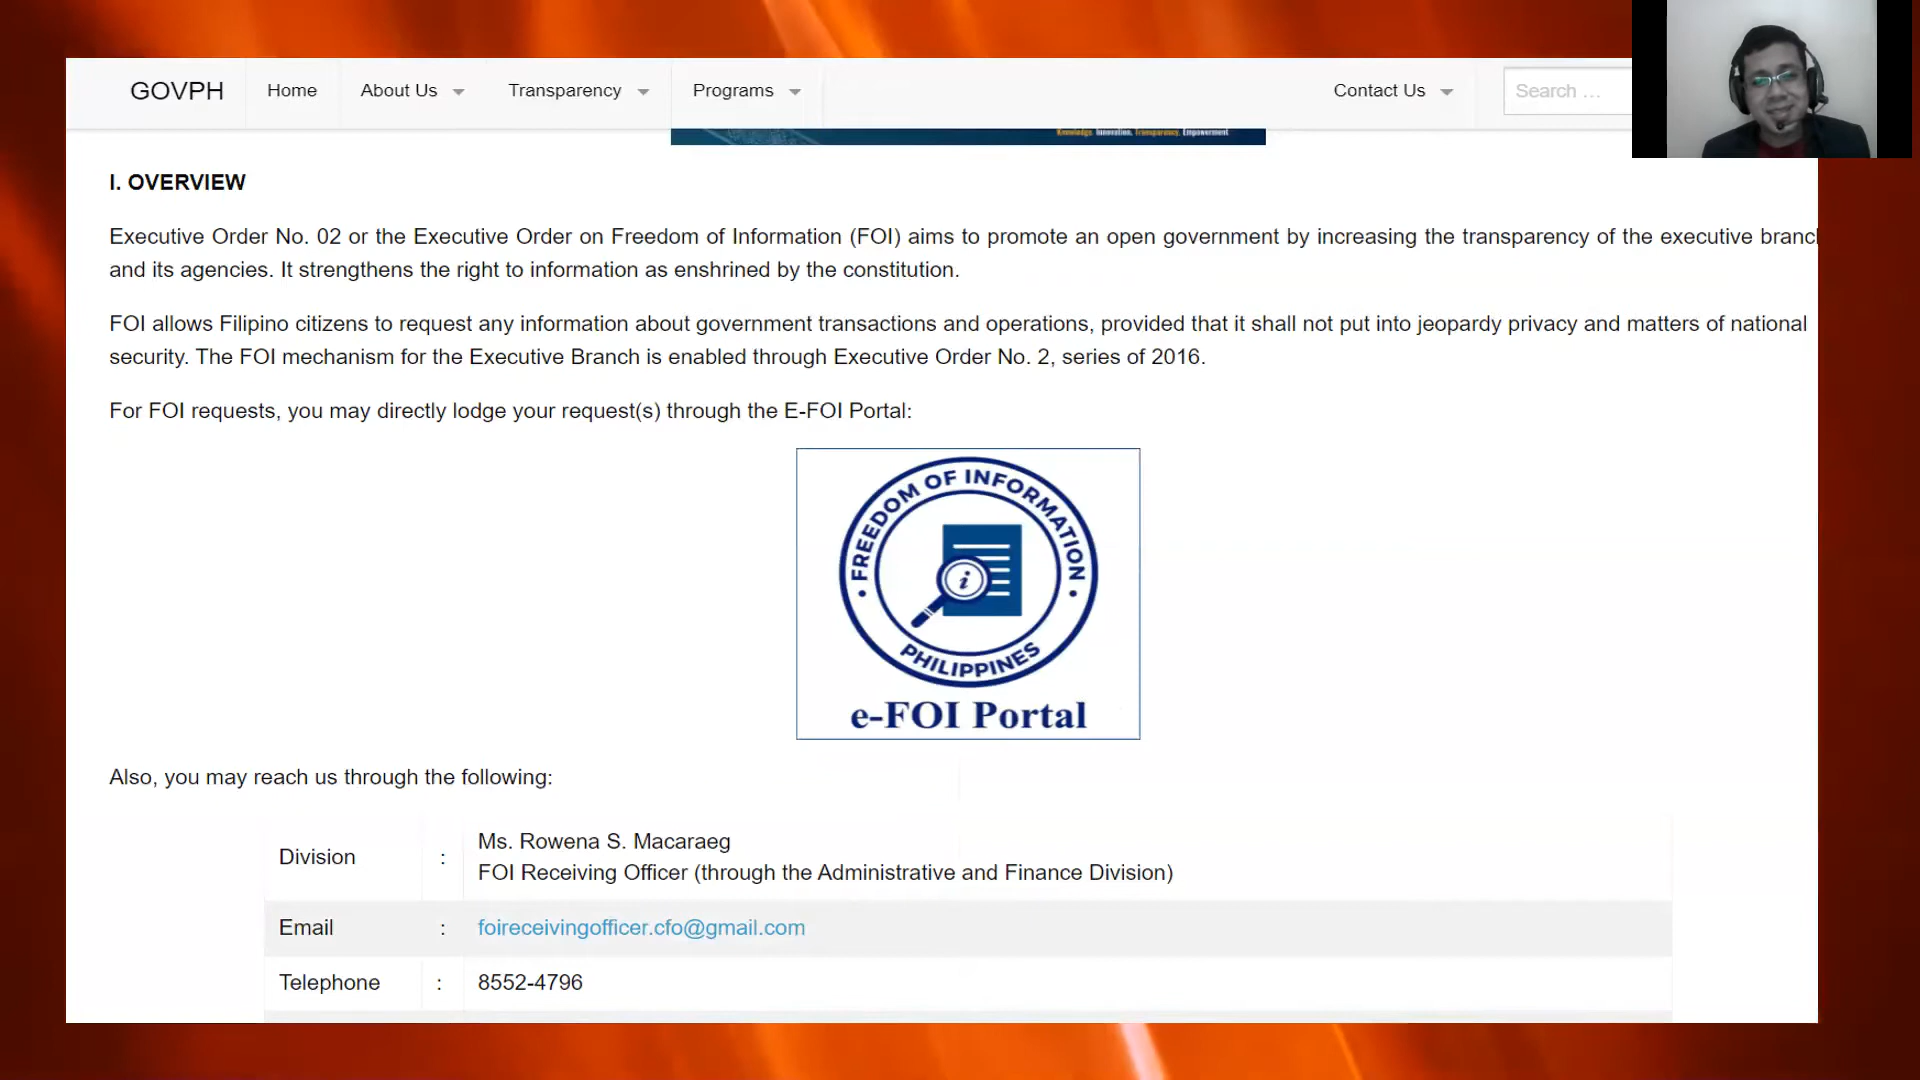 GOVPH Home About Us Transparency Programs Contact Us Search ...
Knowledge. Innovation. Transparency. Empowerment
I. OVERVIEW
Executive Order No. 02 or the Executive Order on Freedom of Information (FOI) aims to promote an open government by increasing the transparency of the executive branch
and its agencies. It strengthens the right to information as enshrined by the constitution.
FOI allows Filipino citizens to request any information about government transactions and operations, provided that it shall not put into jeopardy privacy and matters of national
security. The FOI mechanism for the Executive Branch is enabled through Executive Order No. 2, series of 2016.
For FOI requests, you may directly lodge your request(s) through the E-FOI Portal:
• FREEDOM OF INFORMATION •
i
PHILIPPINES
e-FOI Portal
Also, you may reach us through the following:
Division : Ms. Rowena S. Macaraeg
FOI Receiving Officer (through the Administrative and Finance Division)
Email : foireceivingofficer.cfo@gmail.com
Telephone : 8552-4796